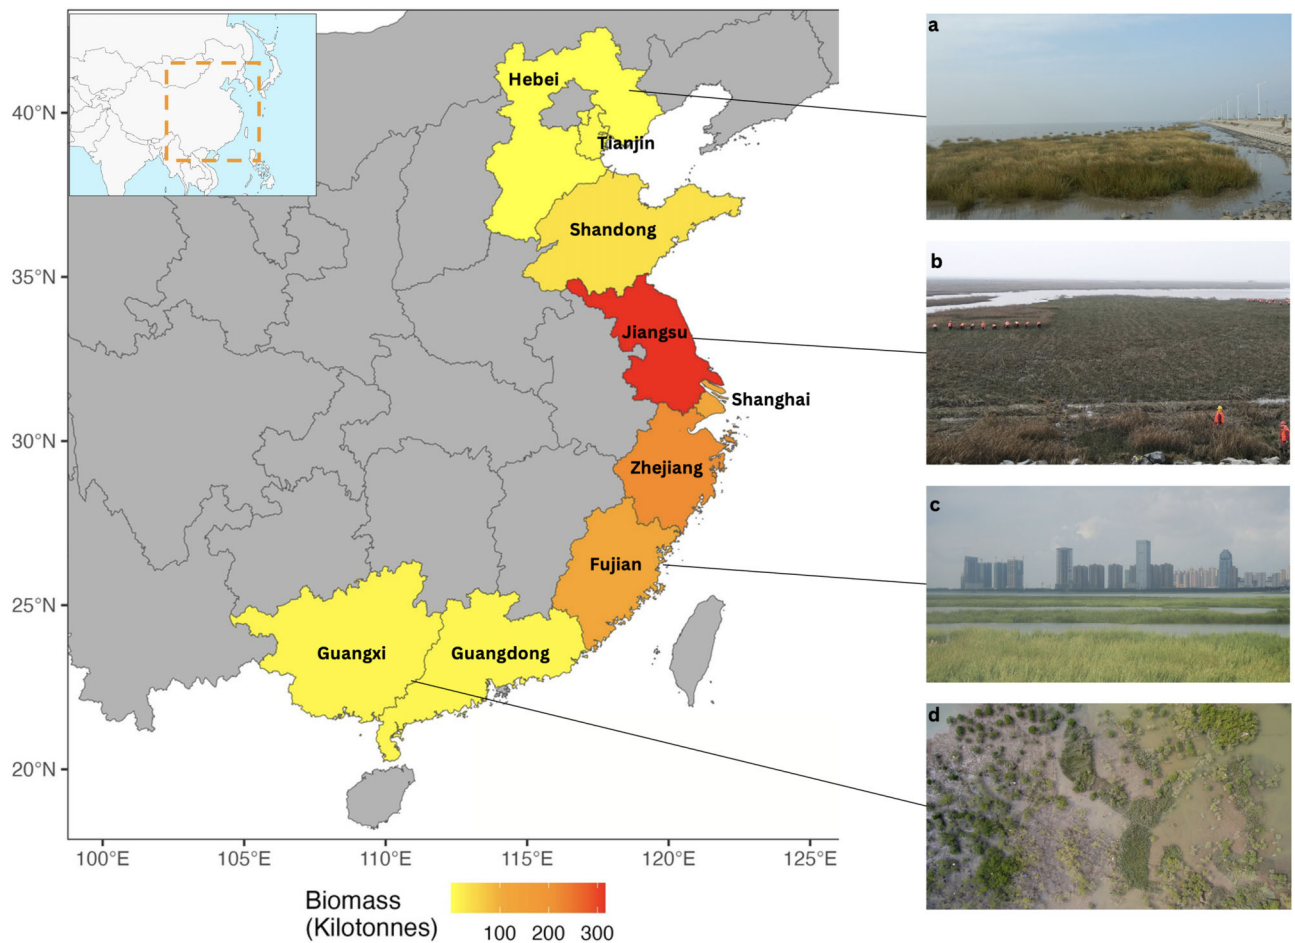 a
Hebei
40°N
Tianjin
Shandong
b
35°N
Jiangsu
Shanghai
30°N
Zhejiang
c
Fujian
25°N
Guangxi
Guangdong
d
20°N
100°E
105°E
110°E
115°E
120°E
125°E
Biomass
(Kilotonnes)
100
200
300